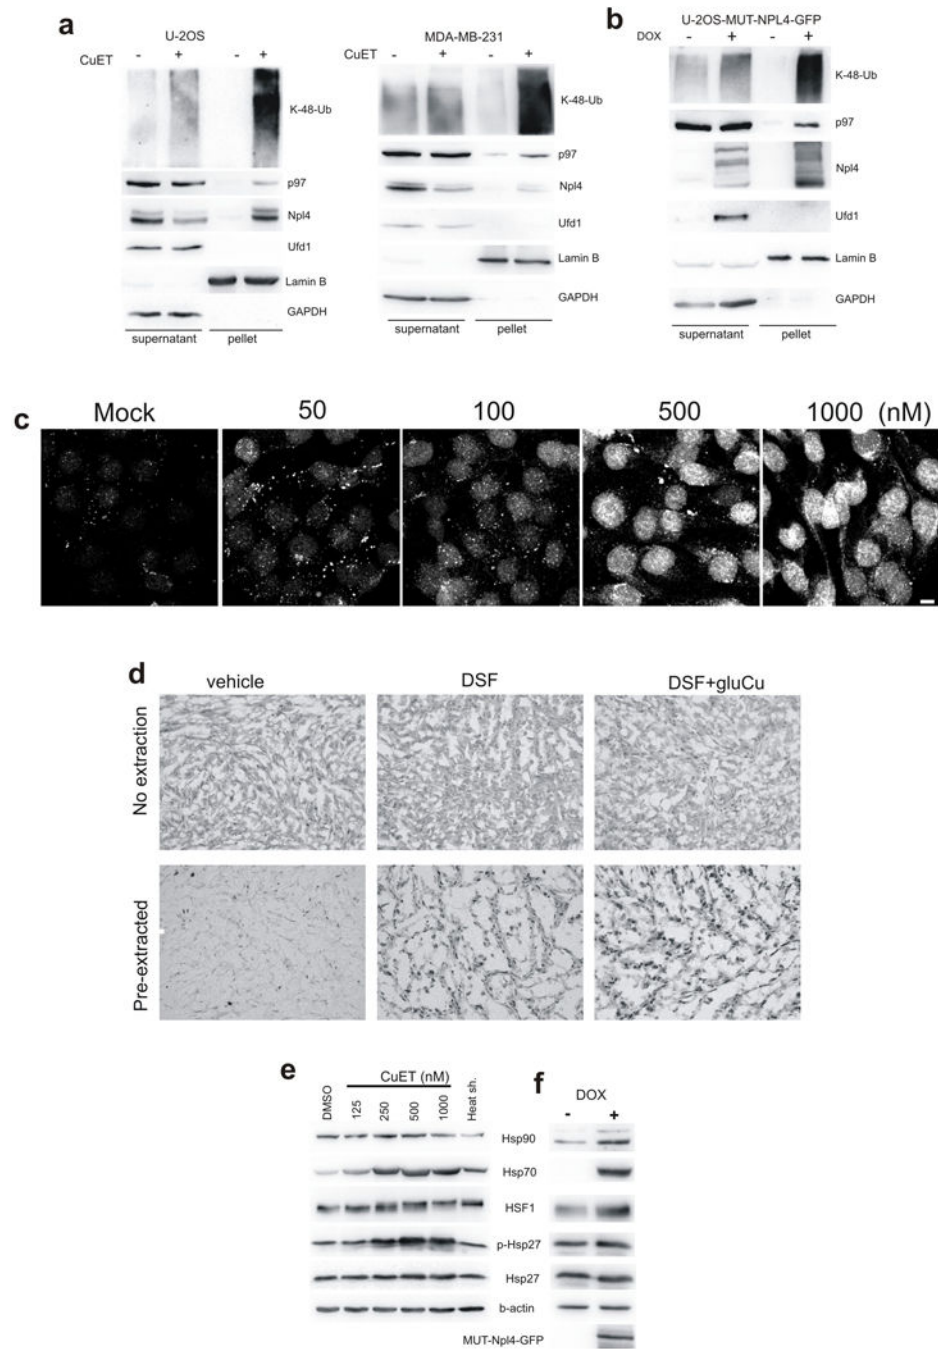 a
U-2OS
CuET - + - +
K-48-Ub
p97
Npl4
Ufd1
Lamin B
GAPDH
supernatant pellet
MDA-MB-231
CuET - + - +
K-48-Ub
p97
Npl4
Ufd1
Lamin B
GAPDH
supernatant pellet
b
U-2OS-MUT-NPL4-GFP
DOX - + - +
K-48-Ub
p97
Npl4
Ufd1
Lamin B
GAPDH
supernatant pellet
c
Mock 50 100 500 1000 (nM)
d
vehicle DSF DSF+gluCu
No extraction
Pre-extracted
e
CuET (nM)
DMSO 125 250 500 1000 Heat sh.
f
DOX
- +
Hsp90
Hsp70
HSF1
p-Hsp27
Hsp27
b-actin
MUT-Npl4-GFP